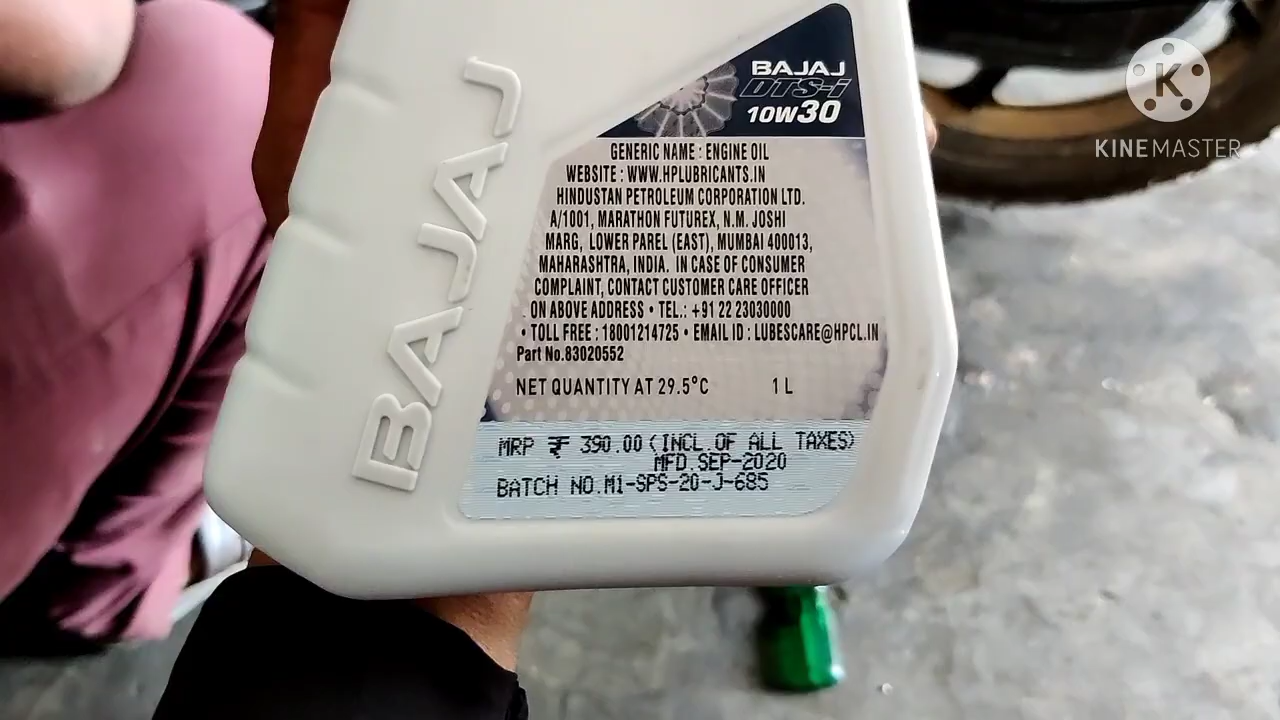 BAJAJ
BAJAJ
DTS-i
10W30
GENERIC NAME : ENGINE OIL
WEBSITE : WWW.HPLUBRICANTS.IN
HINDUSTAN PETROLEUM CORPORATION LTD.
A/1001, MARATHON FUTUREX, N.M. JOSHI
MARG, LOWER PAREL (EAST), MUMBAI 400013,
MAHARASHTRA, INDIA. IN CASE OF CONSUMER
COMPLAINT, CONTACT CUSTOMER CARE OFFICER
ON ABOVE ADDRESS • TEL.: +91 22 23030000
• TOLL FREE : 18001214725 • EMAIL ID : LUBESCARE@HPCL.IN
Part No.83020552
NET QUANTITY AT 29.5°C 1 L
MRP ₹ 390.00(INCL.OF ALL TAXES)
MFD.SEP-2020
BATCH NO.M1-SPS-20-J-685
K
KINEMASTER